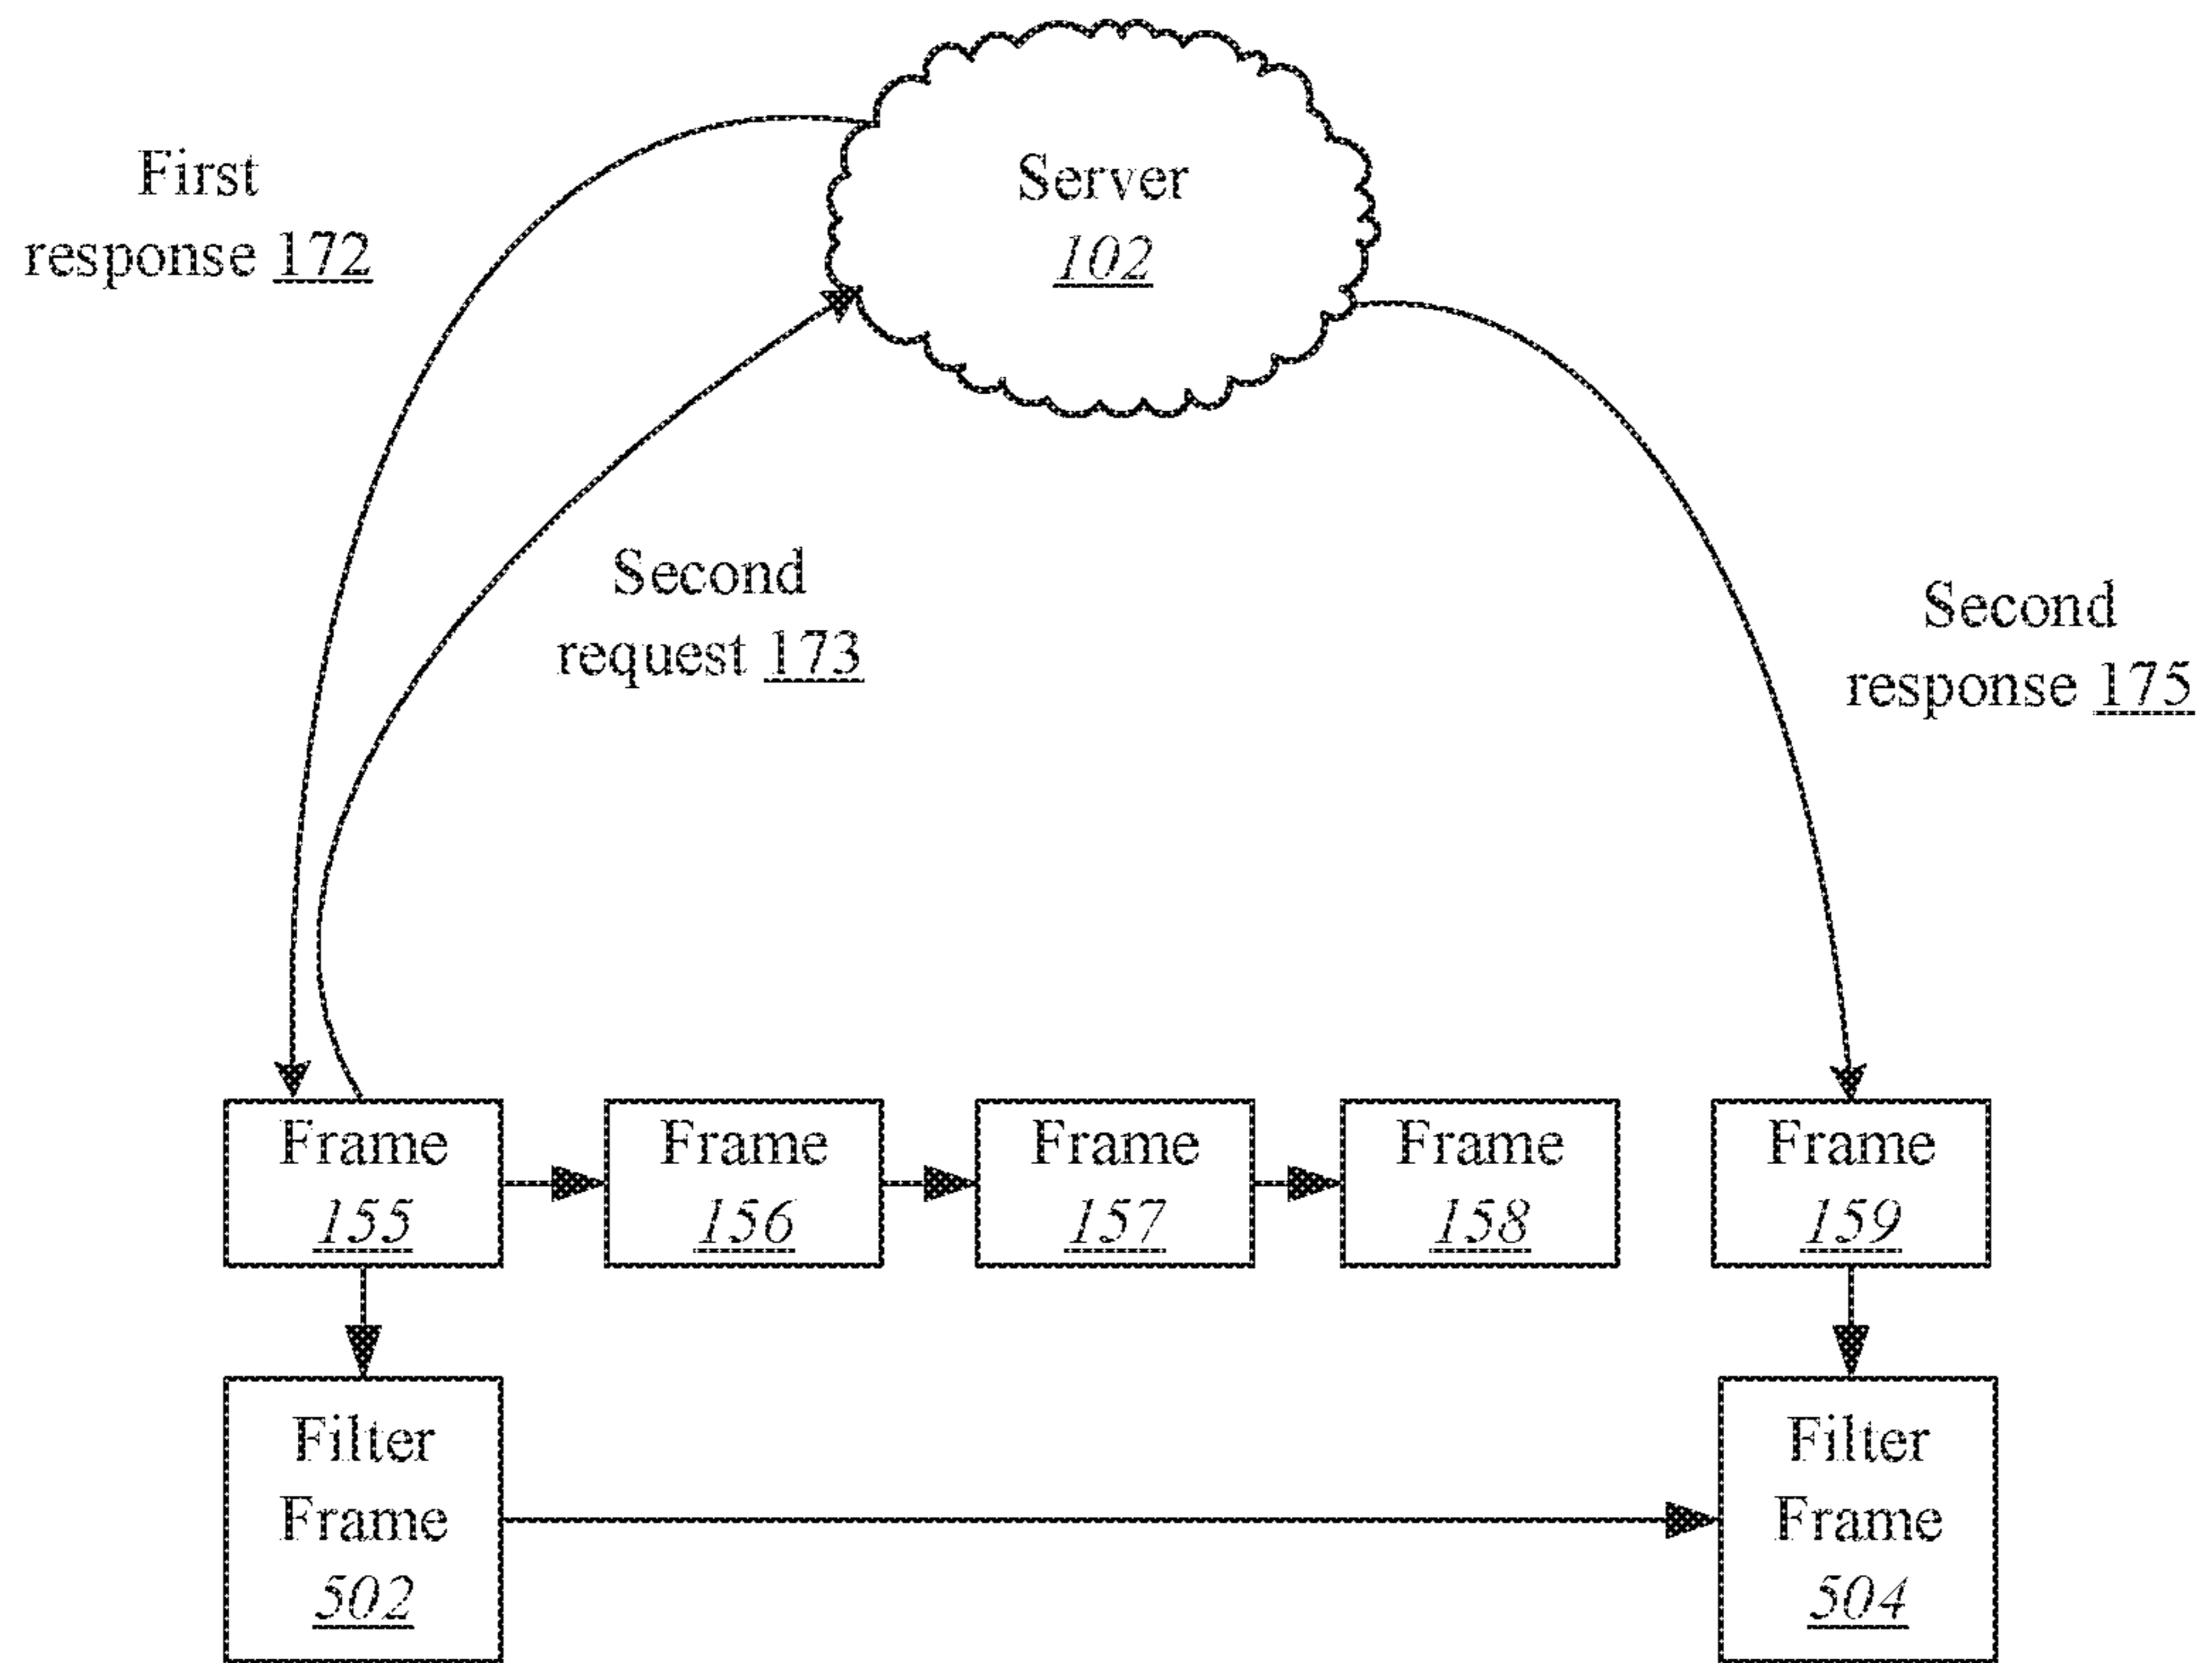 Server
102
First
response 172
Second
request 173
Second
response 175
Frame
155
Frame
156
Frame
157
Frame
158
Frame
159
Filter
Frame
502
Filter
Frame
504